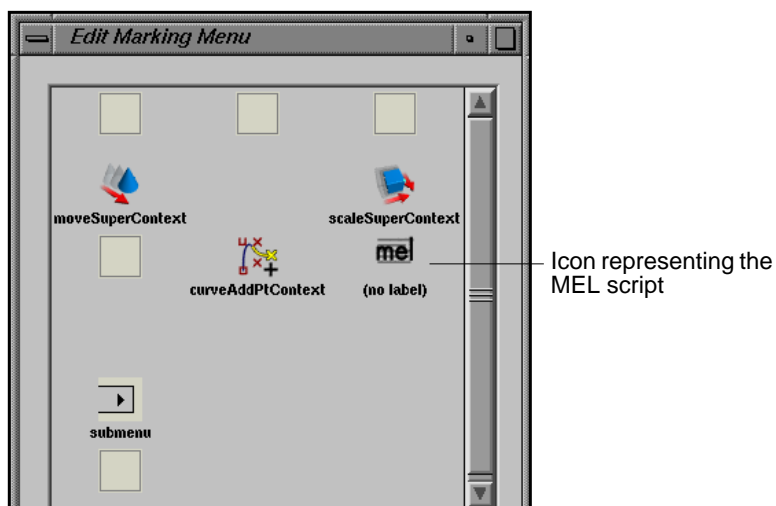 Edit Marking Menu
moveSuperContext
scaleSuperContext
mel
curveAddPtContext
(no label)
Icon representing the
MEL script
submenu